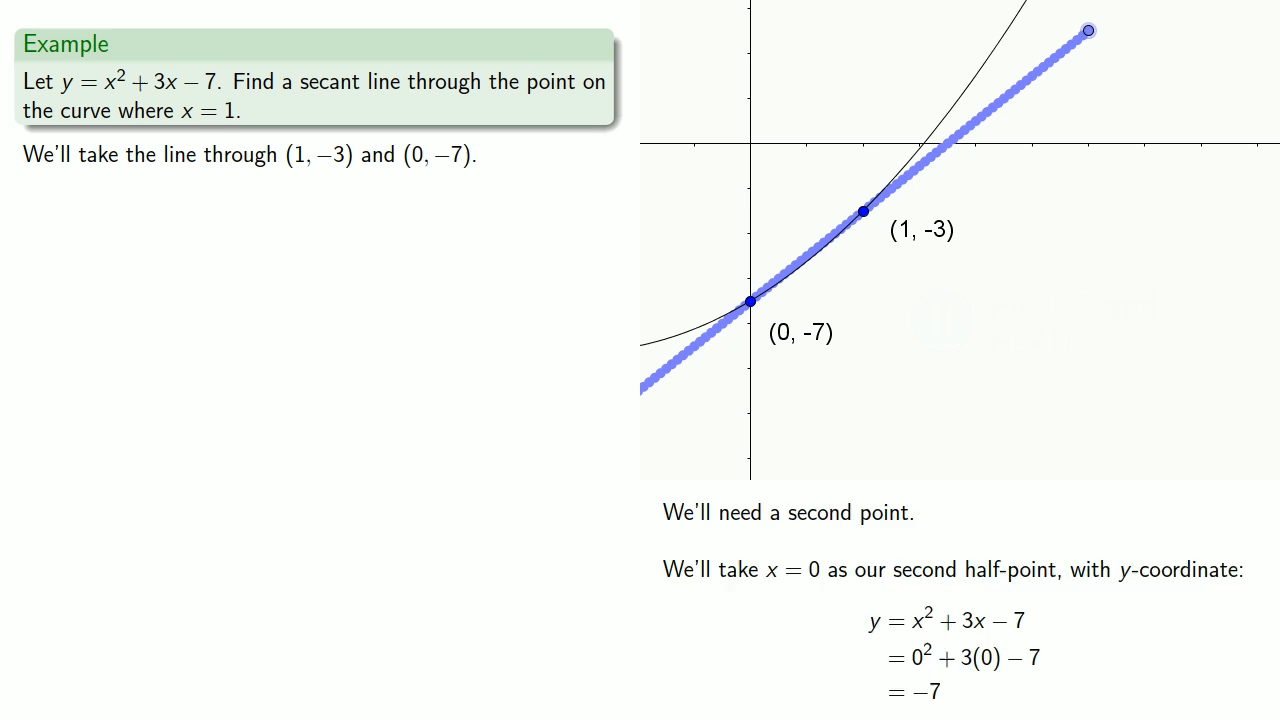 Example
Let y = x² + 3x − 7. Find a secant line through the point on
the curve where x = 1.
We'll take the line through (1, −3) and (0, −7).
(1, -3)
(0, -7)
We'll need a second point.
We'll take x = 0 as our second half-point, with y-coordinate:
y = x² + 3x − 7
= 0² + 3(0) − 7
= −7